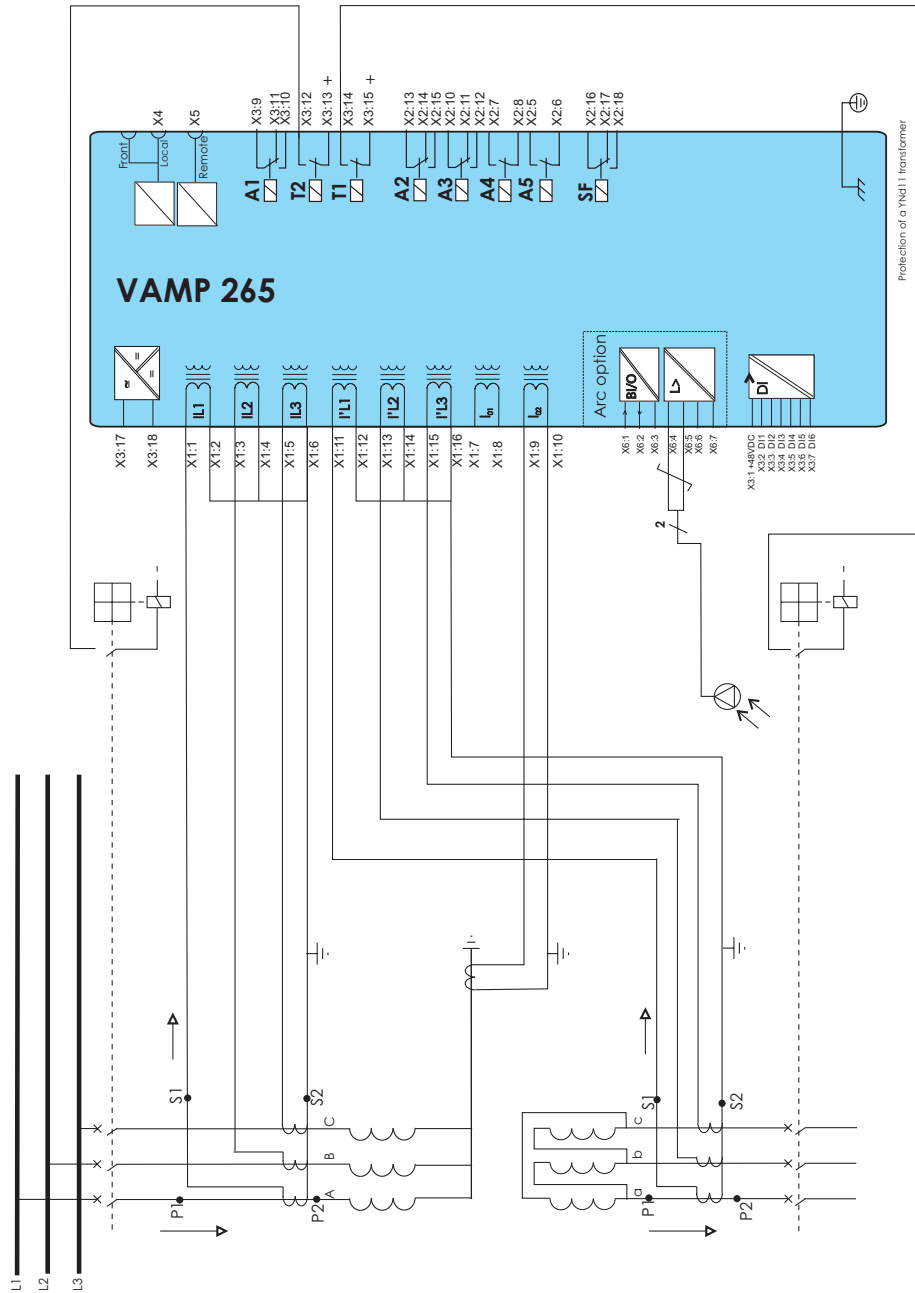 Front
X4
Local
X5
Remote
X3:9
X3:11
X3:10
X3:12
X3:13 +
X3:14
X3:15 +
X2:13
X2:14
X2:15
X2:10
X2:11
X2:12
X2:7
X2:8
X2:5
X2:6
X2:16
X2:17
X2:18
A1
T2
T1
A2
A3
A4
A5
SF
VAMP 265
Protection of a YNd11 transformer
IL1
IL2
IL3
I'L1
I'L2
I'L3
I01
I02
Arc option
BI/O
L>
DI
X3:17
X3:18
X1:1
X1:2
X1:3
X1:4
X1:5
X1:6
X1:11
X1:12
X1:13
X1:14
X1:15
X1:16
X1:7
X1:8
X1:9
X1:10
X6:1
X6:2
X6:3
X6:4
X6:5
X6:6
X6:7
X3:1 +48VDC
X3:2 DI1
X3:3 DI2
X3:4 DI3
X3:5 DI4
X3:6 DI5
X3:7 DI6
2
S1
S2
S1
S2
C
B
A
c
b
a
P1
P2
P1
P2
L1
L2
L3